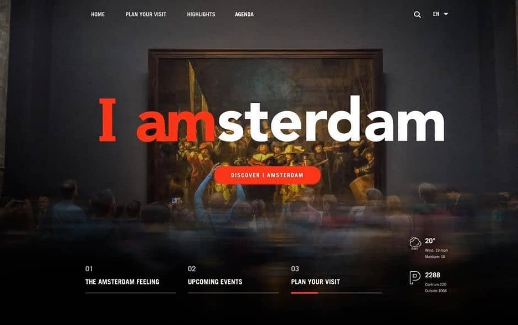 HOME PLAN YOUR VISIT HIGHLIGHTS AGENDA EN
I amsterdam
DISCOVER I AMSTERDAM
20°
2288
01 02 03
THE AMSTERDAM FEELING UPCOMING EVENTS PLAN YOUR VISIT